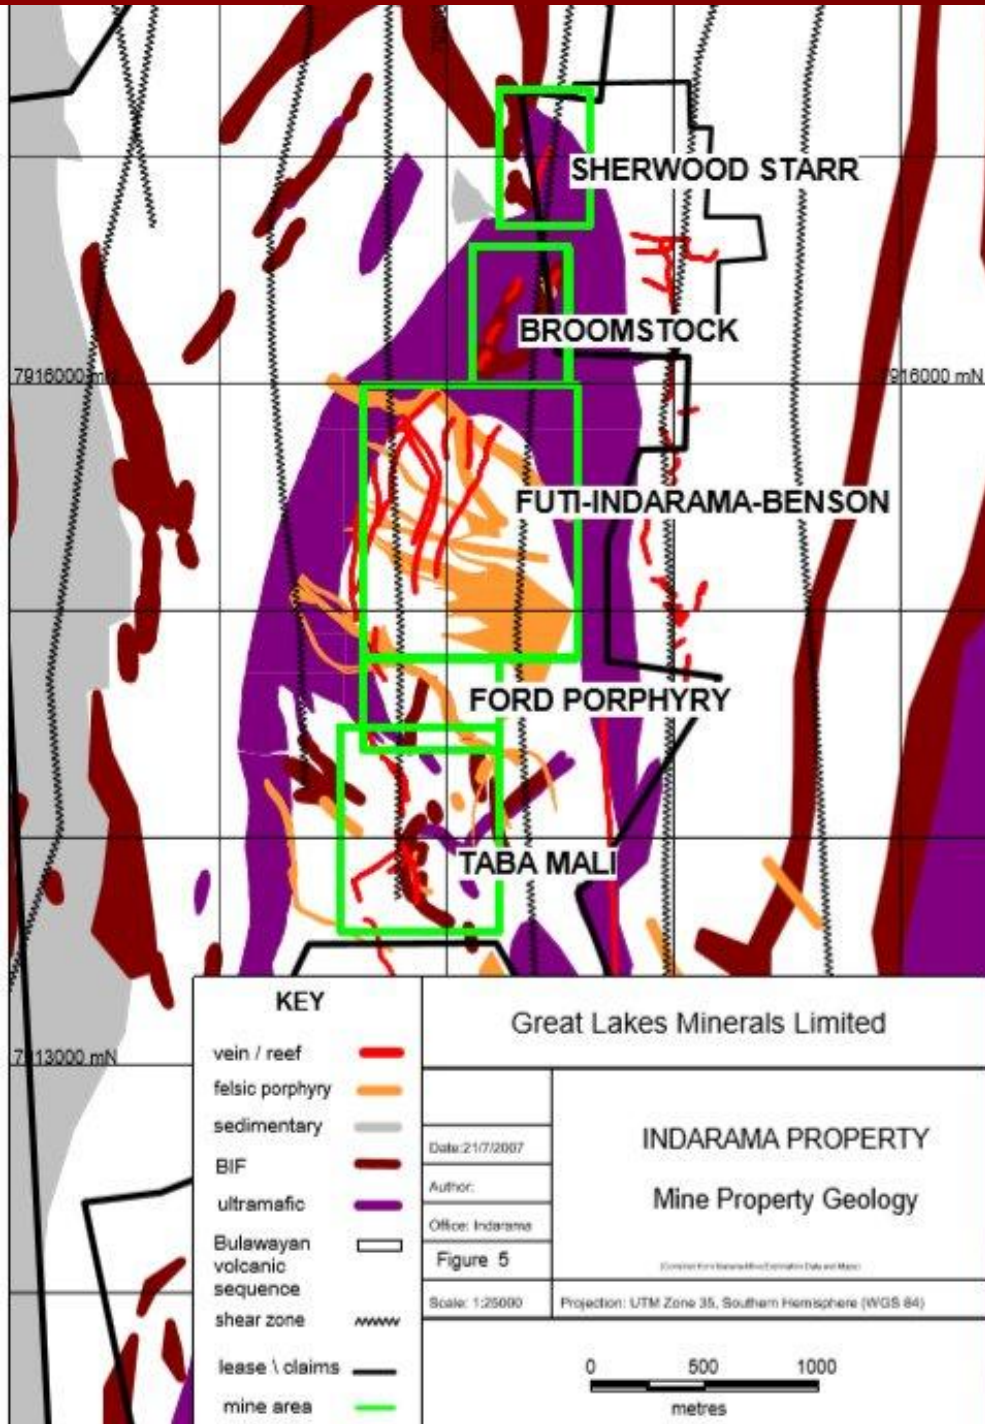 SHERWOOD STARR
BROOMSTOCK
7916000 mN
916000 mN
FUTI-INDARAMA-BENSON
FORD PORPHYRY
TABA MALI
7913000 mN
KEY
vein / reef
felsic porphyry
sedimentary
BIF
ultramafic
Bulawayan
volcanic
sequence
shear zone
lease \ claims
mine area
Great Lakes Minerals Limited
Date:21/7/2007
Author:
Office: Indarama
Figure 5
Scale: 1:25000
INDARAMA PROPERTY
Mine Property Geology
Projection: UTM Zone 35, Southern Hemisphere (WGS 84)
0 500 1000
metres